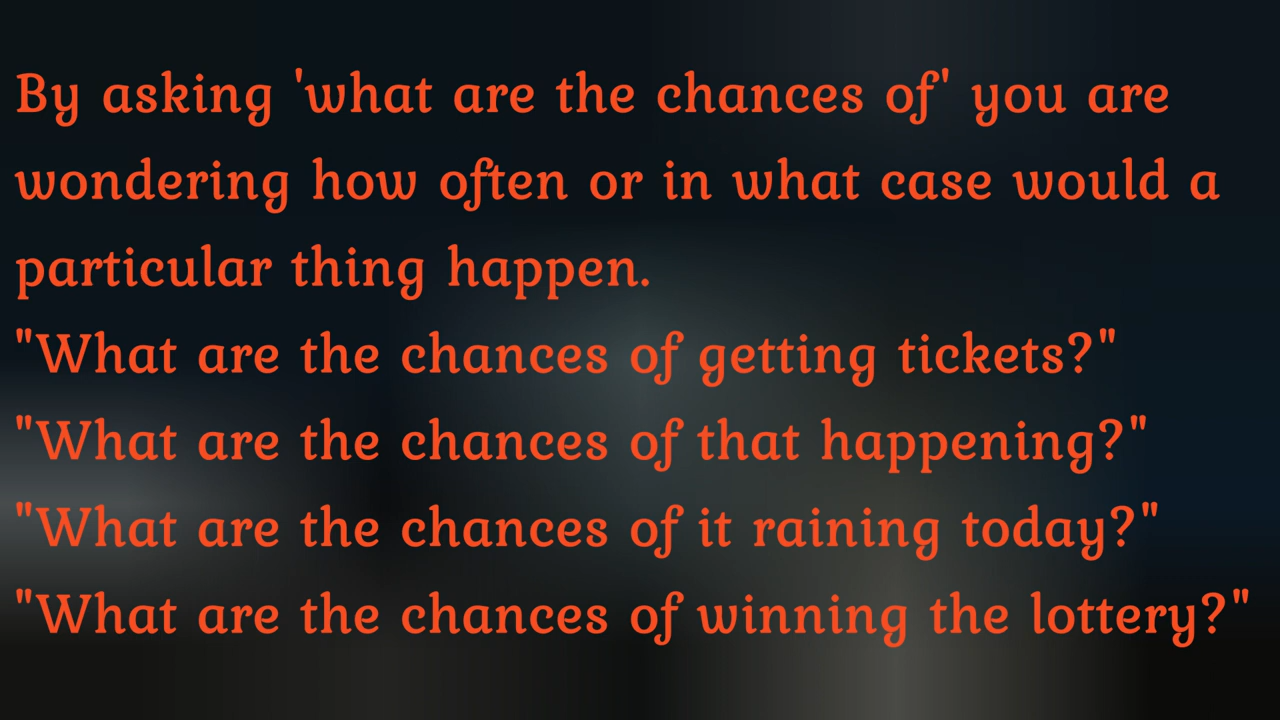 By asking 'what are the chances of' you are
wondering how often or in what case would a
particular thing happen.
"What are the chances of getting tickets?"
"What are the chances of that happening?"
"What are the chances of it raining today?"
"What are the chances of winning the lottery?"